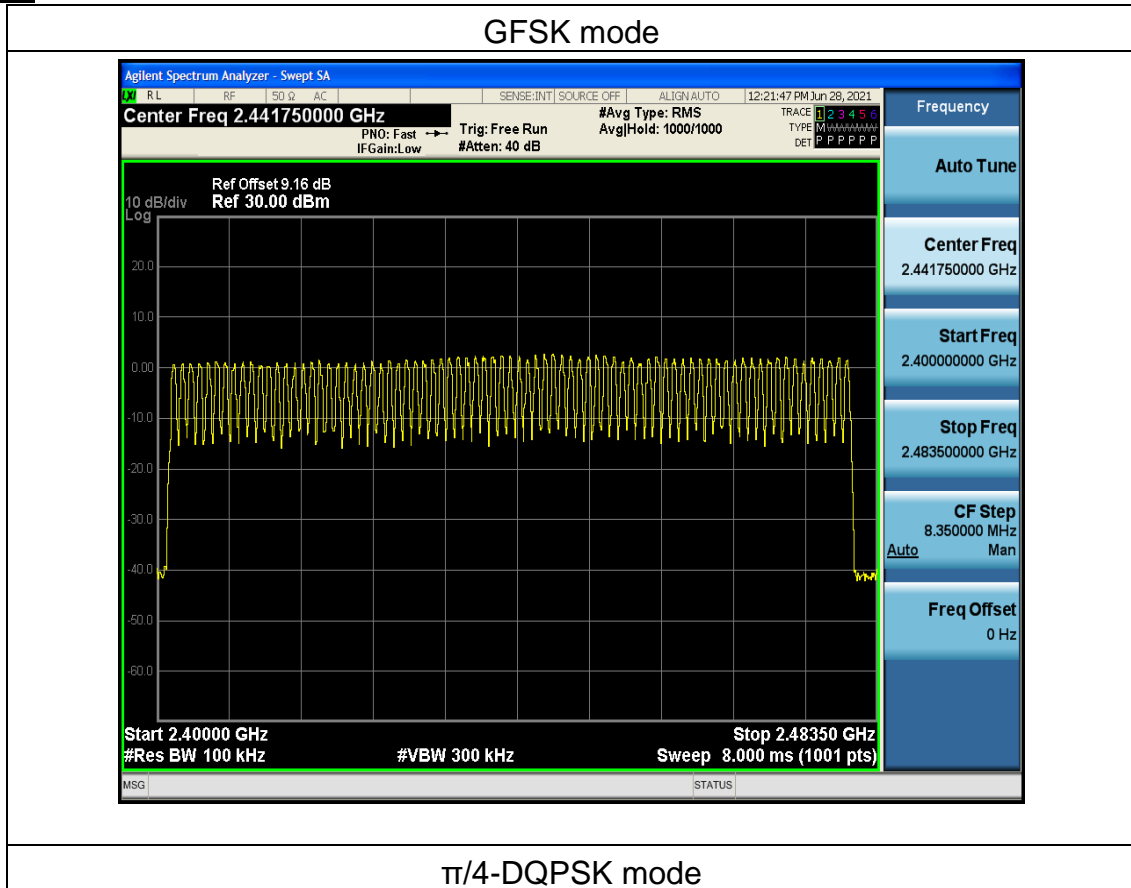 GFSK mode
Agilent Spectrum Analyzer - Swept SA
LXI RL RF 50 Ω AC SENSE:INT SOURCE OFF ALIGN AUTO 12:21:47 PM Jun 28, 2021
Center Freq 2.441750000 GHz
PNO: Fast
IFGain:Low
Trig: Free Run
#Atten: 40 dB
#Avg Type: RMS
Avg|Hold: 1000/1000
TRACE 1 2 3 4 5 6
TYPE M
DET P P P P P P
Ref Offset 9.16 dB
10 dB/div Ref 30.00 dBm
Log
20.0
10.0
0.00
-10.0
-20.0
-30.0
-40.0
-50.0
-60.0
Start 2.40000 GHz Stop 2.48350 GHz
#Res BW 100 kHz #VBW 300 kHz Sweep 8.000 ms (1001 pts)
MSG STATUS
Frequency
Auto Tune
Center Freq
2.441750000 GHz
Start Freq
2.400000000 GHz
Stop Freq
2.483500000 GHz
CF Step
8.350000 MHz
Auto Man
Freq Offset
0 Hz
π/4-DQPSK mode